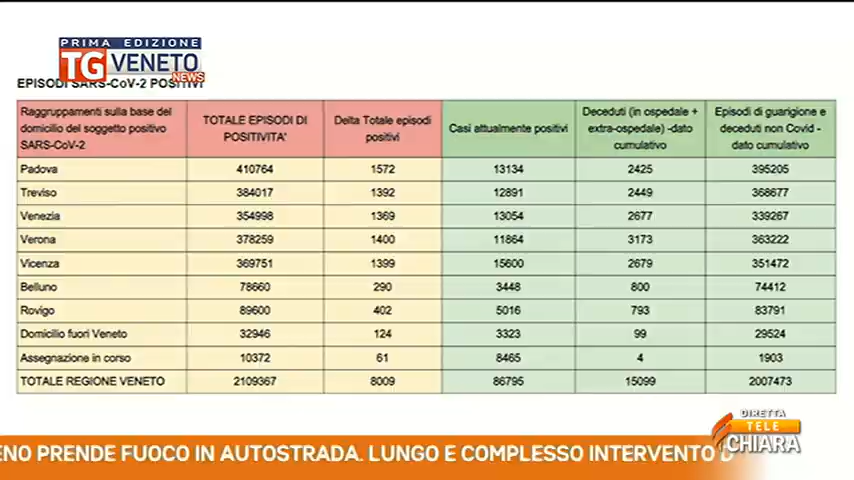 PRIMA EDIZIONE
TG VENETO
NEWS
EPISODI SARS-CoV-2 POSITIVI
Raggruppamenti sulla base del domicilio del soggetto positivo SARS-CoV-2 TOTALE EPISODI DI POSITIVITA' Delta Totale episodi positivi Casi attualmente positivi Deceduti (in ospedale + extra-ospedale) -dato cumulativo Episodi di guarigione e deceduti non Covid - dato cumulativo
Padova 410764 1572 13134 2425 395205
Treviso 384017 1392 12891 2449 368677
Venezia 354998 1369 13054 2677 339267
Verona 378259 1400 11864 3173 363222
Vicenza 369751 1399 15600 2679 351472
Belluno 78660 290 3448 800 74412
Rovigo 89600 402 5016 793 83791
Domicilio fuori Veneto 32946 124 3323 99 29524
Assegnazione in corso 10372 61 8465 4 1903
TOTALE REGIONE VENETO 2109367 8009 86795 15099 2007473
DIRETTA
TELE
CHIARA
ENO PRENDE FUOCO IN AUTOSTRADA. LUNGO E COMPLESSO INTERVENTO D